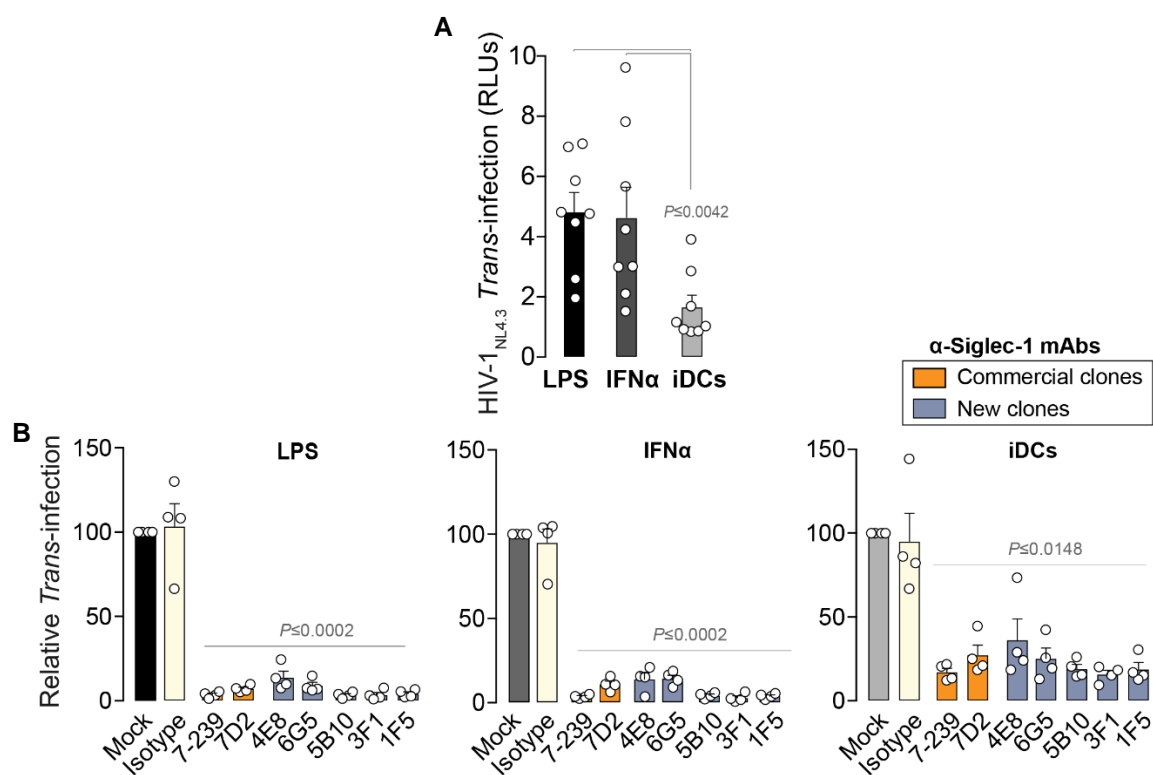 A
HIV-1NL4.3 Trans-infection (RLUs)
10
8
6
4
2
0
P≤0.0042
LPS IFNα iDCs
α-Siglec-1 mAbs
Commercial clones
New clones
B
Relative Trans-infection
150
100
50
0
LPS
P≤0.0002
Mock
Isotype
7-239
7D2
4E8
6G5
5B10
3F1
1F5
150
100
50
0
IFNα
P≤0.0002
Mock
Isotype
7-239
7D2
4E8
6G5
5B10
3F1
1F5
150
100
50
0
iDCs
P≤0.0148
Mock
Isotype
7-239
7D2
4E8
6G5
5B10
3F1
1F5